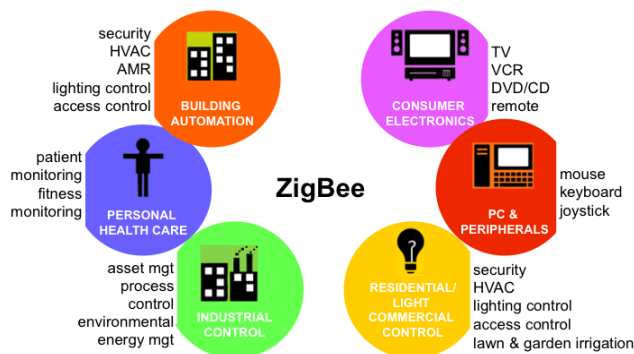 security
HVAC
AMR
lighting control
access control
BUILDING
AUTOMATION
TV
VCR
DVD/CD
remote
CONSUMER
ELECTRONICS
patient
monitoring
fitness
monitoring
PERSONAL
HEALTH CARE
ZigBee
mouse
keyboard
joystick
PC &
PERIPHERALS
asset mgt
process
control
environmental
energy mgt
INDUSTRIAL
CONTROL
RESIDENTIAL/
LIGHT
COMMERCIAL
CONTROL
security
HVAC
lighting control
access control
lawn & garden irrigation